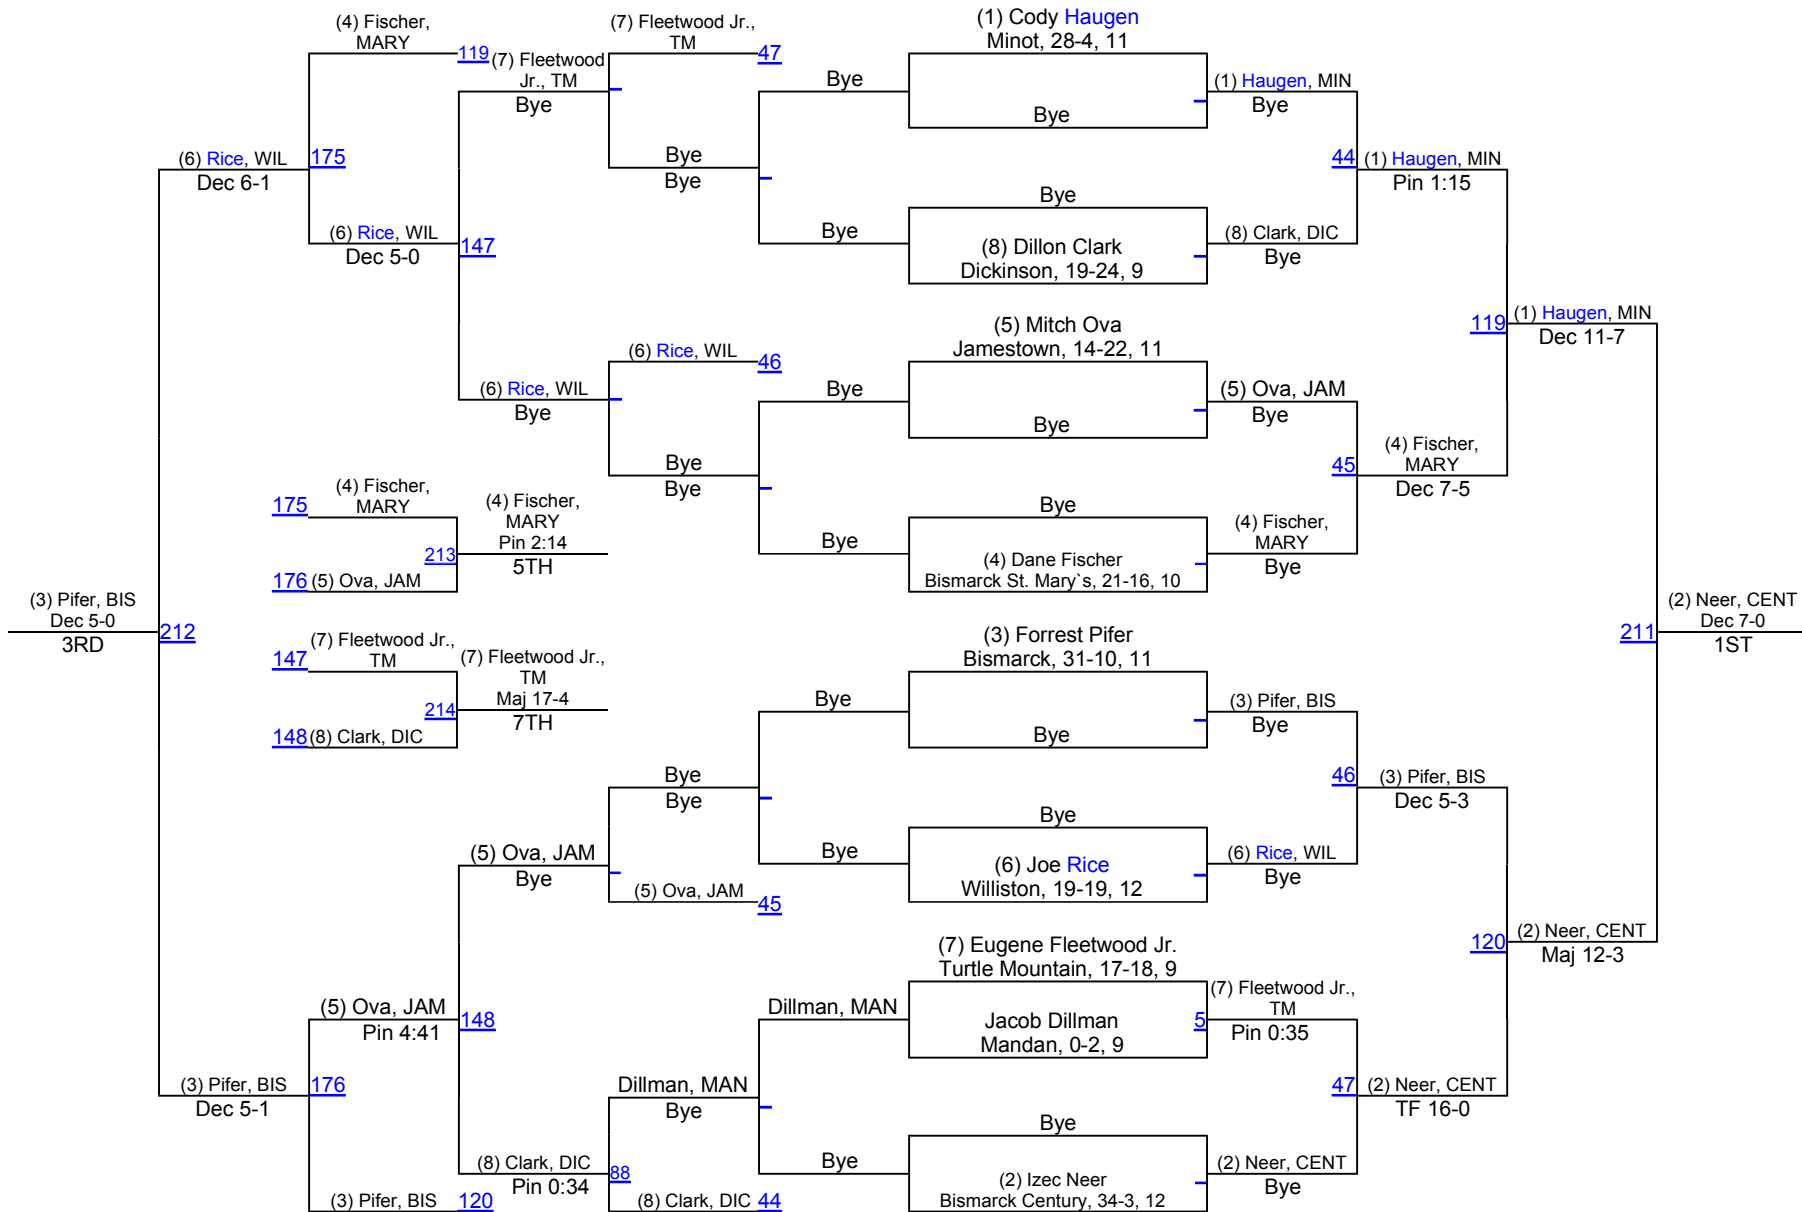 (4) Fischer,
MARY
119
(7) Fleetwood
Jr., TM
Bye
(7) Fleetwood Jr.,
TM
47
Bye
(1) Cody Haugen
Minot, 28-4, 11
Bye
(1) Haugen, MIN
Bye
(6) Rice, WIL
Dec 6-1
175
Bye
Bye
44
(1) Haugen, MIN
Pin 1:15
(6) Rice, WIL
Dec 5-0
147
Bye
Bye
(8) Dillon Clark
Dickinson, 19-24, 9
(8) Clark, DIC
Bye
119
(1) Haugen, MIN
Dec 11-7
(6) Rice, WIL
46
(6) Rice, WIL
Bye
Bye
(5) Mitch Ova
Jamestown, 14-22, 11
Bye
(5) Ova, JAM
Bye
Bye
Bye
45
(4) Fischer,
MARY
Dec 7-5
175
(4) Fischer,
MARY
213
(4) Fischer,
MARY
Pin 2:14
5TH
176
(5) Ova, JAM
Bye
Bye
(4) Dane Fischer
Bismarck St. Mary`s, 21-16, 10
(4) Fischer,
MARY
Bye
(3) Pifer, BIS
Dec 5-0
3RD
212
211
(2) Neer, CENT
Dec 7-0
1ST
147
(7) Fleetwood Jr.,
TM
214
(7) Fleetwood Jr.,
TM
Maj 17-4
7TH
148
(8) Clark, DIC
Bye
(3) Forrest Pifer
Bismarck, 31-10, 11
Bye
(3) Pifer, BIS
Bye
Bye
Bye
46
(3) Pifer, BIS
Dec 5-3
(5) Ova, JAM
Bye
(5) Ova, JAM
45
Bye
Bye
(6) Joe Rice
Williston, 19-19, 12
(6) Rice, WIL
Bye
120
(2) Neer, CENT
Maj 12-3
(5) Ova, JAM
Pin 4:41
148
Dillman, MAN
(7) Eugene Fleetwood Jr.
Turtle Mountain, 17-18, 9
Jacob Dillman
Mandan, 0-2, 9
5
(7) Fleetwood Jr.,
TM
Pin 0:35
(3) Pifer, BIS
Dec 5-1
176
Dillman, MAN
Bye
47
(2) Neer, CENT
TF 16-0
(8) Clark, DIC
Pin 0:34
88
Bye
Bye
(2) Izec Neer
Bismarck Century, 34-3, 12
(2) Neer, CENT
Bye
(3) Pifer, BIS
120
(8) Clark, DIC
44